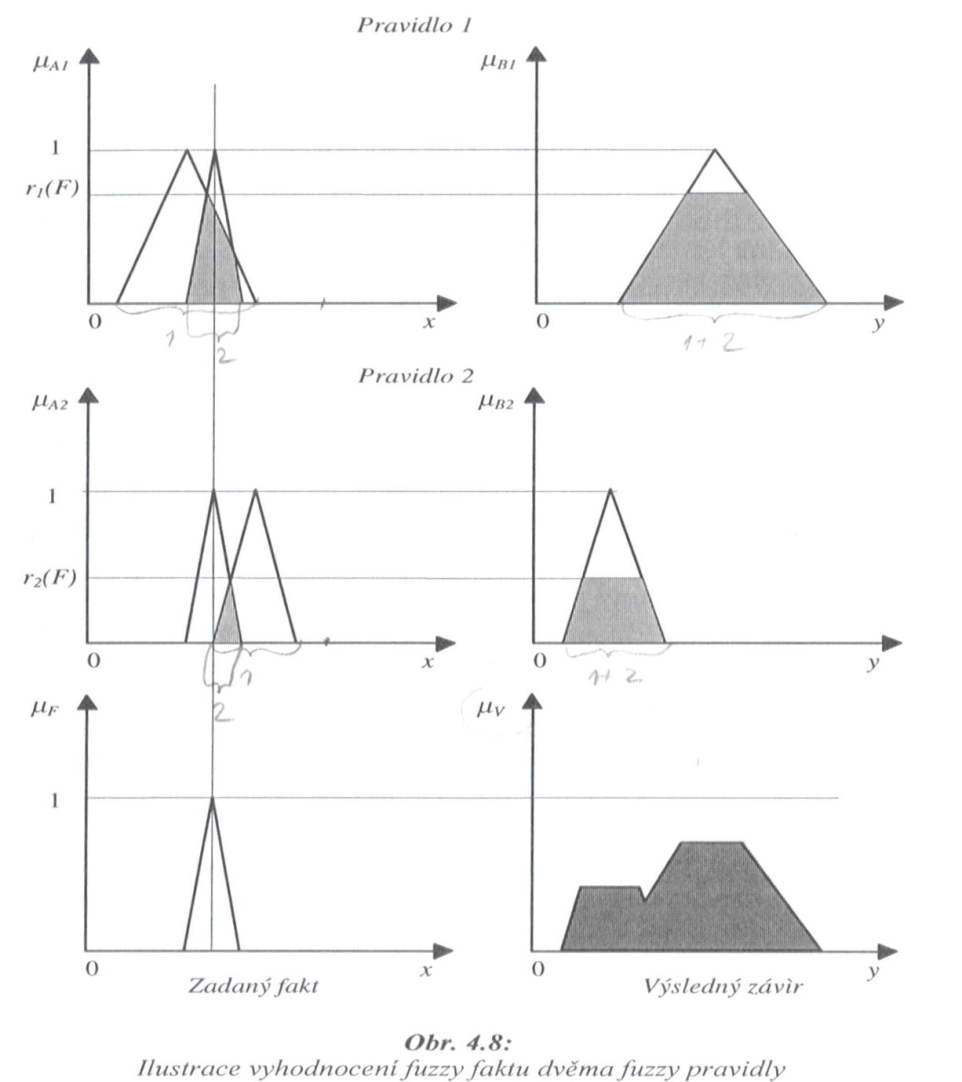 Pravidlo 1
μA1
μB1
1
r1(F)
0
x
0
y
1
2
1+2
Pravidlo 2
μA2
μB2
1
r2(F)
0
x
0
y
1
2
1+2
μF
μV
1
0
x
0
y
Zadaný fakt
Výsledný závìr
Obr. 4.8:
Ilustrace vyhodnocení fuzzy faktu dvěma fuzzy pravidly